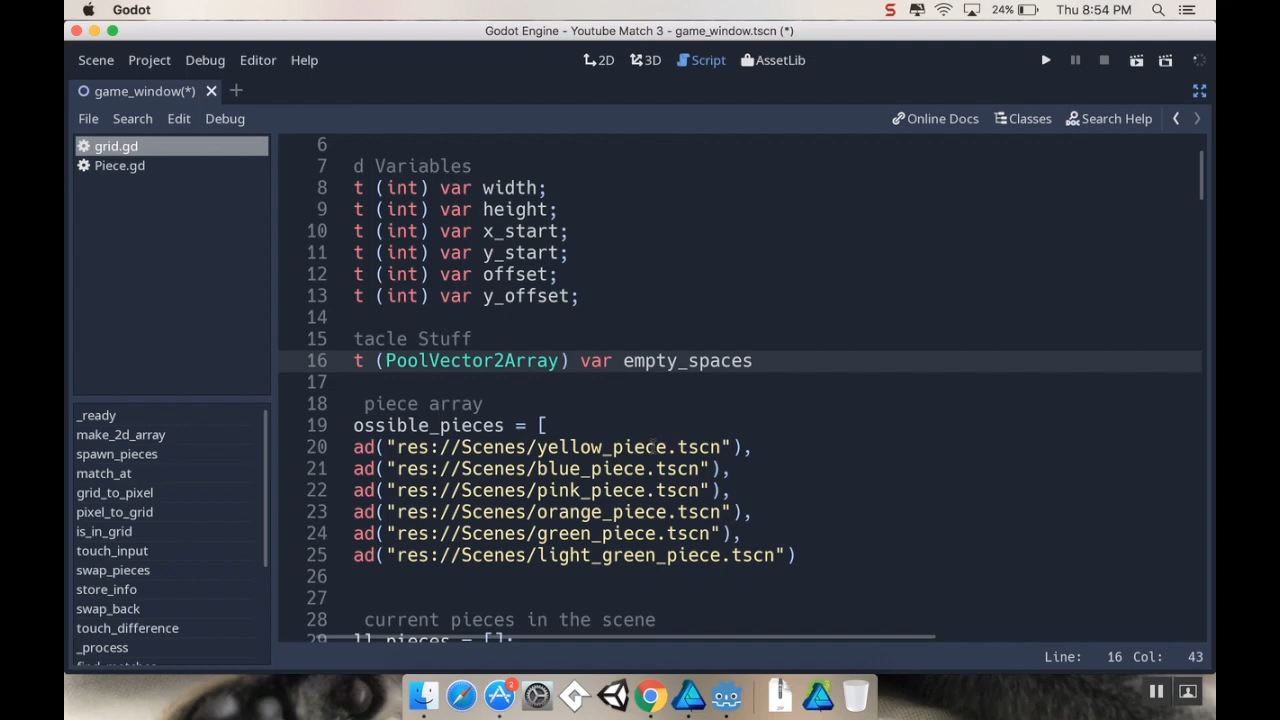 Godot
24%
Thu 8:54 PM
Godot Engine - Youtube Match 3 - game_window.tscn (*)
Scene Project Debug Editor Help
2D 3D Script AssetLib
game_window(*)
File Search Edit Debug
Online Docs Classes Search Help
grid.gd
Piece.gd
_ready
make_2d_array
spawn_pieces
match_at
grid_to_pixel
pixel_to_grid
is_in_grid
touch_input
swap_pieces
store_info
swap_back
touch_difference
_process
find_matches
6
7 d Variables
8 t (int) var width;
9 t (int) var height;
10 t (int) var x_start;
11 t (int) var y_start;
12 t (int) var offset;
13 t (int) var y_offset;
14
15 tacle Stuff
16 t (PoolVector2Array) var empty_spaces
17
18 piece array
19 ossible_pieces = [
20 ad("res://Scenes/yellow_piece.tscn"),
21 ad("res://Scenes/blue_piece.tscn"),
22 ad("res://Scenes/pink_piece.tscn"),
23 ad("res://Scenes/orange_piece.tscn"),
24 ad("res://Scenes/green_piece.tscn"),
25 ad("res://Scenes/light_green_piece.tscn")
26
27
28 current pieces in the scene
29 ll_pieces = [];
Line: 16 Col: 43
2